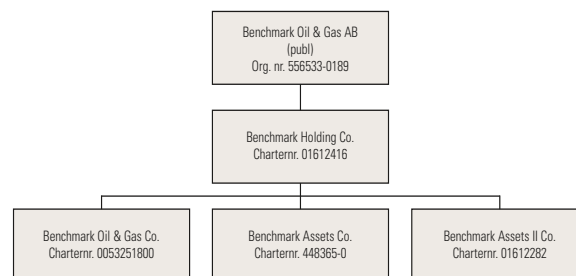 Benchmark Oil & Gas AB
(publ)
Org. nr. 556533-0189
Benchmark Holding Co.
Charternr. 01612416
Benchmark Oil & Gas Co.
Charternr. 0053251800
Benchmark Assets Co.
Charternr. 448365-0
Benchmark Assets II Co.
Charternr. 01612282